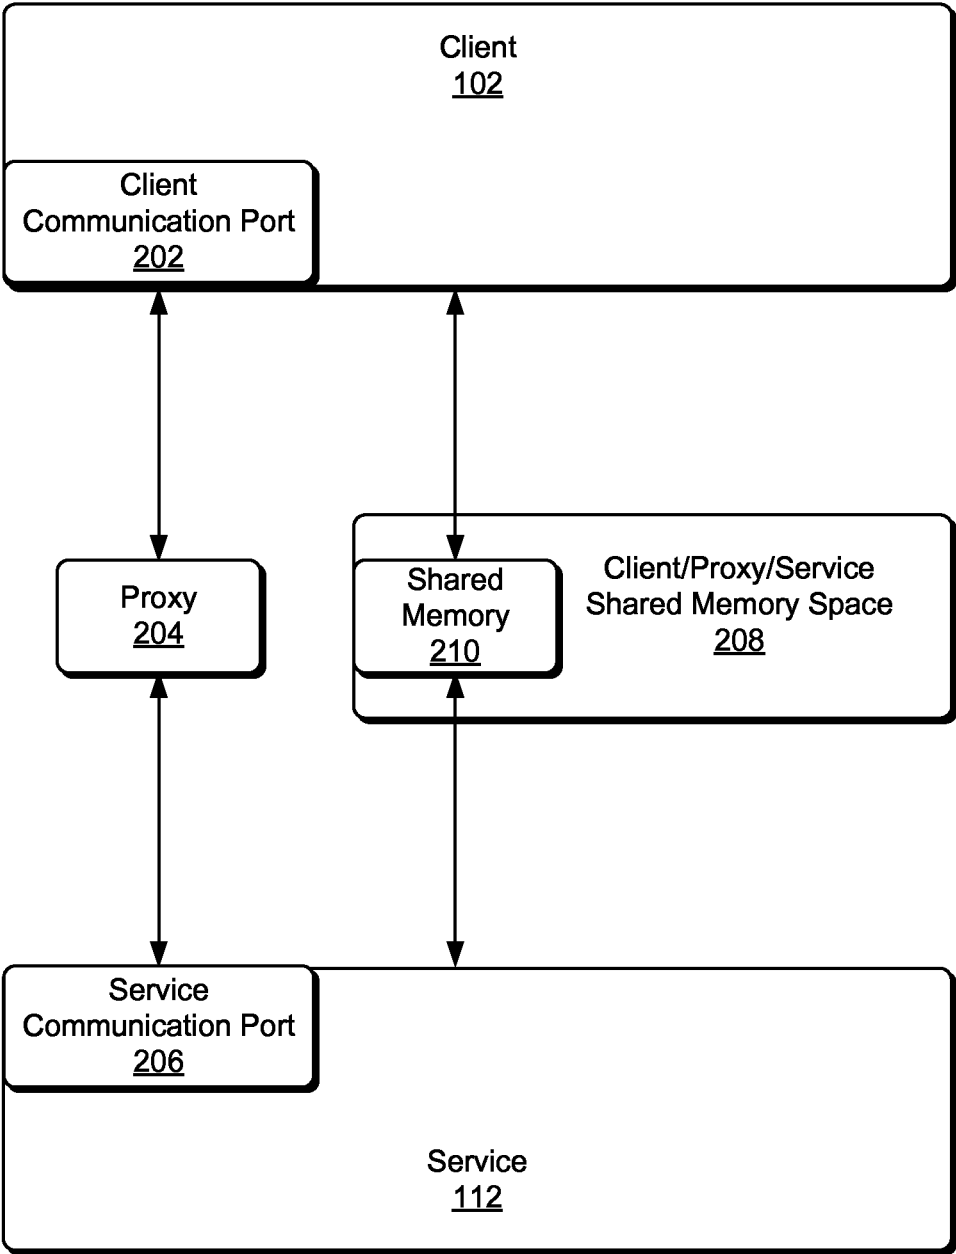 Client
102
Client
Communication Port
202
Proxy
204
Shared
Memory
210
Client/Proxy/Service
Shared Memory Space
208
Service
Communication Port
206
Service
112